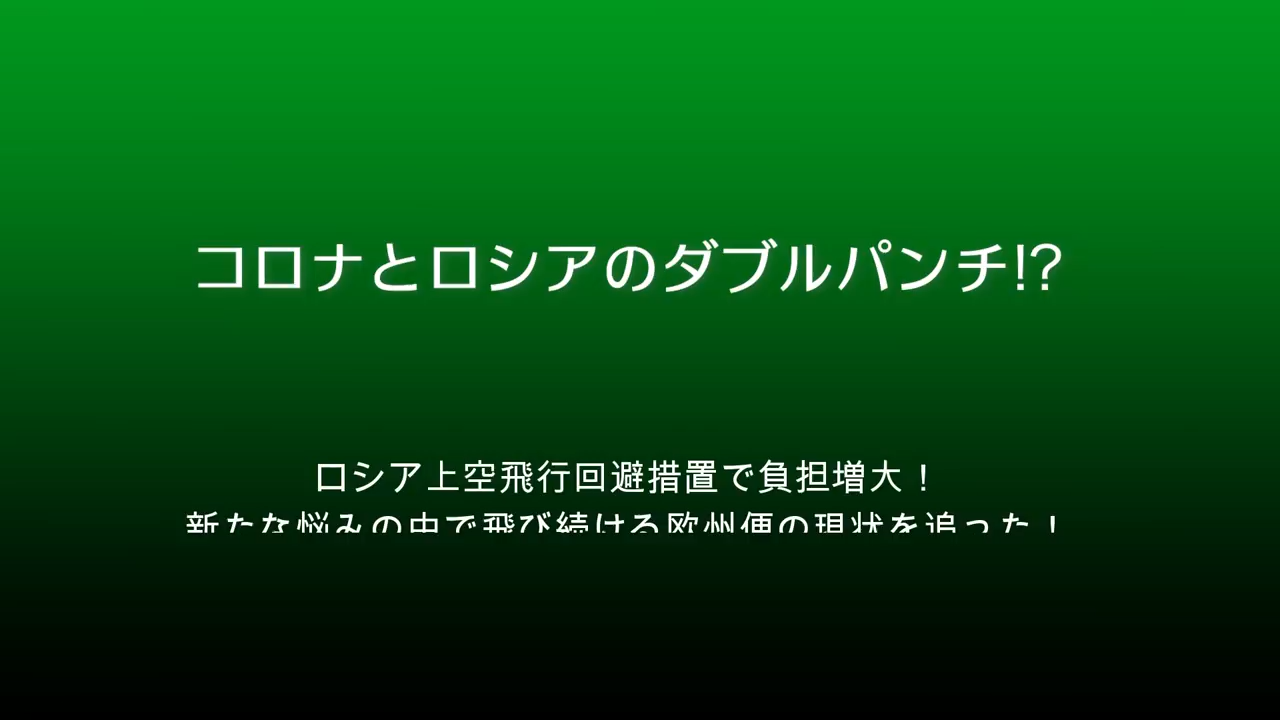 コロナとロシアのダブルパンチ!?
ロシア上空飛行回避措置で負担増大！
新たな悩みの中で飛び続ける欧州便の現状を追った！